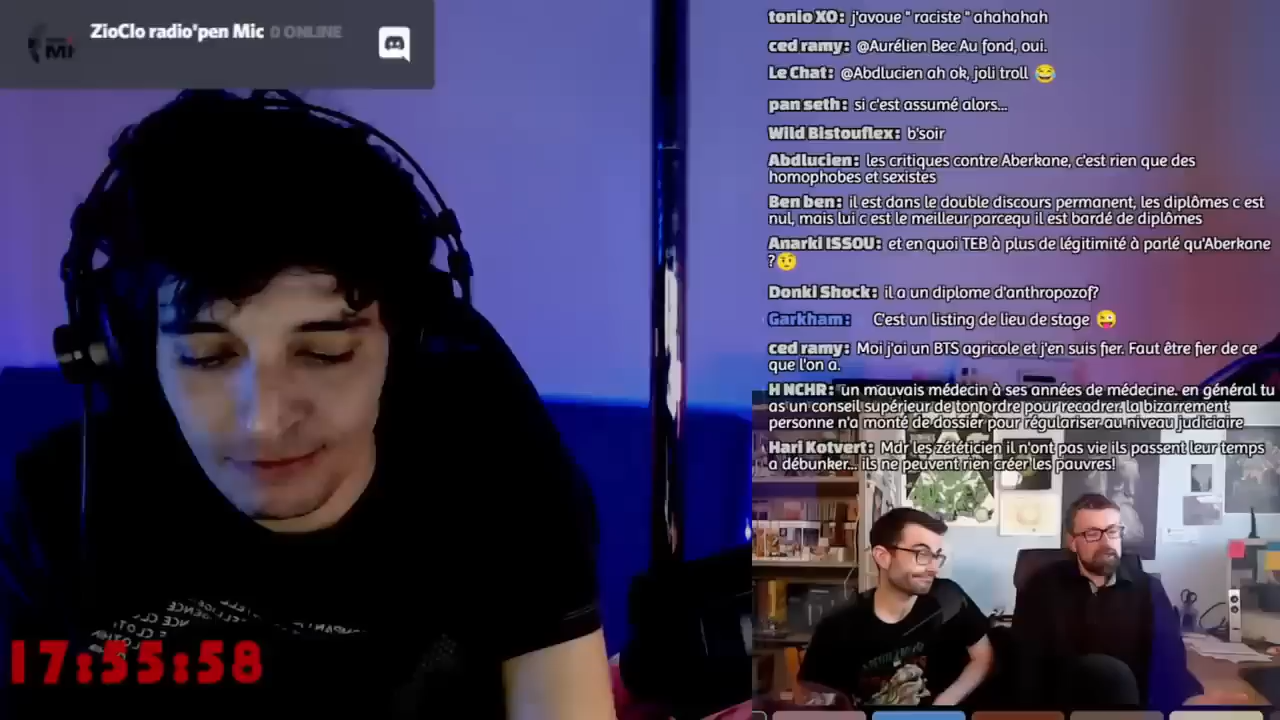 ZioClo radio'pen Mic 0 ONLINE
MI
tonio XO: j'avoue " raciste " ahahahah
ced ramy: @Aurélien Bec Au fond, oui.
Le Chat: @Abdlucien ah ok, joli troll 😂
pan seth: si c'est assumé alors...
Wild Bistouflex: b'soir
Abdlucien: les critiques contre Aberkane, c'est rien que des
homophobes et sexistes
Ben ben: il est dans le double discours permanent, les diplômes c est
nul, mais lui c est le meilleur parcequ il est bardé de diplômes
Anarki ISSOU: et en quoi TEB à plus de légitimité à parlé qu'Aberkane
?🤨
Donki Shock: il a un diplome d'anthropozof?
Garkham: C'est un listing de lieu de stage 😜
ced ramy: Moi j'ai un BTS agricole et j'en suis fier. Faut être fier de ce
que l'on a.
H NCHR: un mauvais médecin à ses années de médecine. en général tu
as un conseil supérieur de ton ordre pour recadrer. la bizarrement
personne n'a monté de dossier pour régulariser au niveau judiciaire
Hari Kotvert: Mdr les zététicien il n'ont pas vie ils passent leur temps
a débunker... ils ne peuvent rien créer les pauvres!
17:55:58